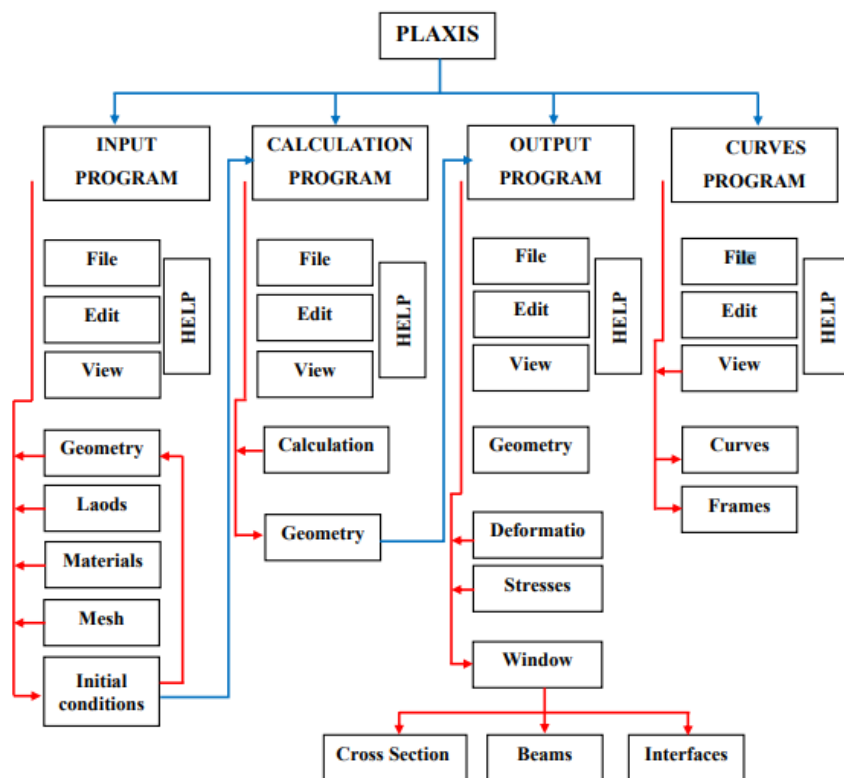 PLAXIS
INPUT
PROGRAM
CALCULATION
PROGRAM
OUTPUT
PROGRAM
CURVES
PROGRAM
File
Edit
View
HELP
Geometry
Laods
Materials
Mesh
Initial
conditions
File
Edit
View
HELP
Calculation
Geometry
File
Edit
View
HELP
Geometry
Deformatio
Stresses
Window
Cross Section
Beams
Interfaces
File
Edit
View
HELP
Curves
Frames